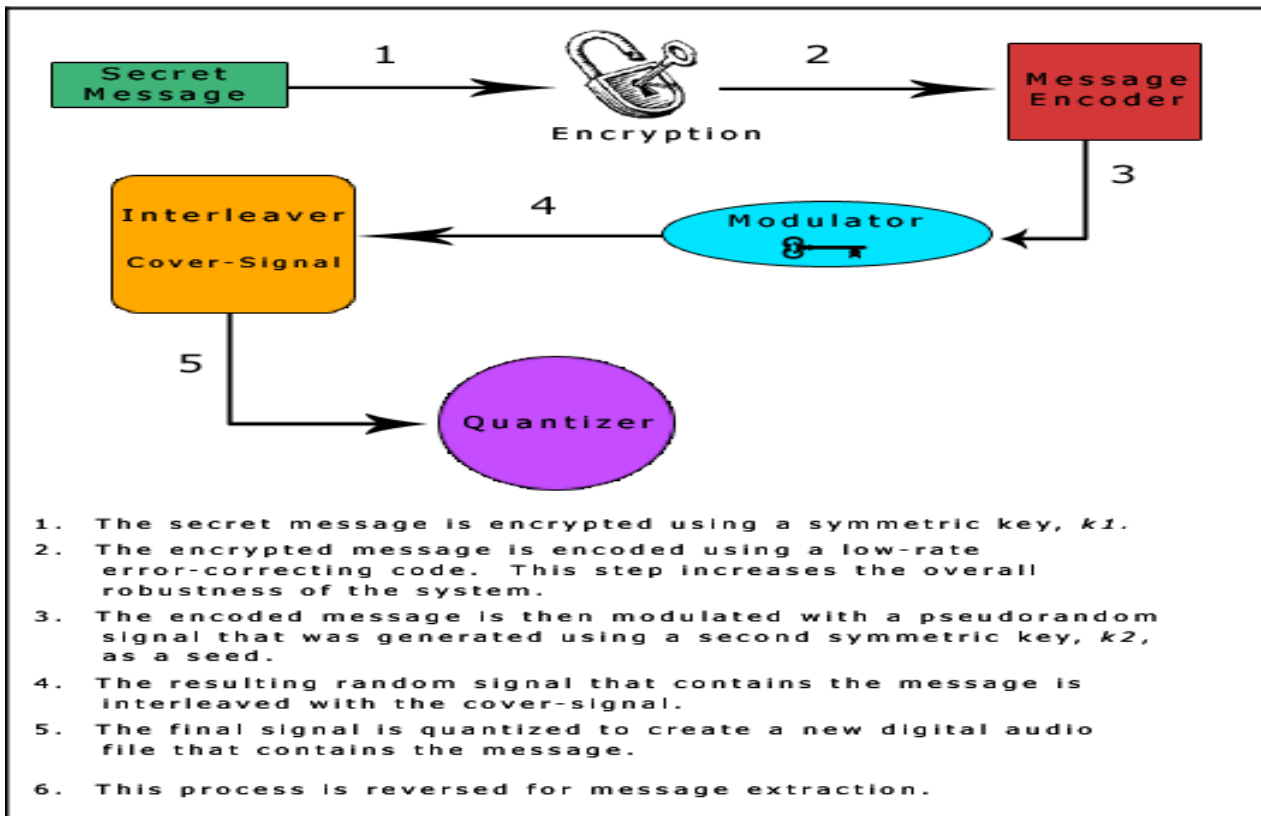 1
2
Secret
Message
Encryption
Message
Encoder
3
4
Interleaver
Cover-Signal
Modulator
5
Quantizer
1. The secret message is encrypted using a symmetric key, k1.
2. The encrypted message is encoded using a low-rate
error-correcting code. This step increases the overall
robustness of the system.
3. The encoded message is then modulated with a pseudorandom
signal that was generated using a second symmetric key, k2,
as a seed.
4. The resulting random signal that contains the message is
interleaved with the cover-signal.
5. The final signal is quantized to create a new digital audio
file that contains the message.
6. This process is reversed for message extraction.